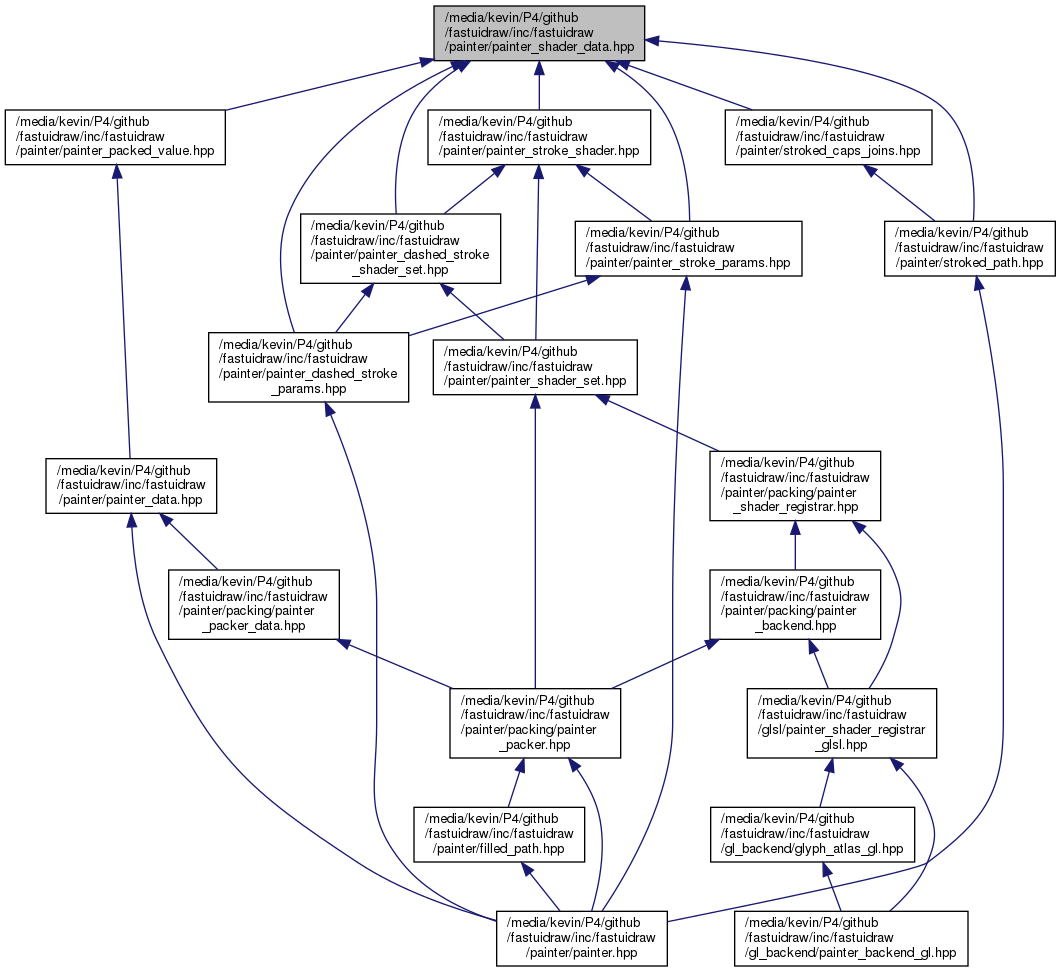 /media/kevin/P4/github
/fastuidraw/inc/fastuidraw
/painter/painter_shader_data.hpp
/media/kevin/P4/github
/fastuidraw/inc/fastuidraw
/painter/painter_packed_value.hpp
/media/kevin/P4/github
/fastuidraw/inc/fastuidraw
/painter/painter_stroke_shader.hpp
/media/kevin/P4/github
/fastuidraw/inc/fastuidraw
/painter/stroked_caps_joins.hpp
/media/kevin/P4/github
/fastuidraw/inc/fastuidraw
/painter/painter_dashed_stroke
_shader_set.hpp
/media/kevin/P4/github
/fastuidraw/inc/fastuidraw
/painter/painter_stroke_params.hpp
/media/kevin/P4/github
/fastuidraw/inc/fastuidraw
/painter/stroked_path.hpp
/media/kevin/P4/github
/fastuidraw/inc/fastuidraw
/painter/painter_dashed_stroke
_params.hpp
/media/kevin/P4/github
/fastuidraw/inc/fastuidraw
/painter/painter_shader_set.hpp
/media/kevin/P4/github
/fastuidraw/inc/fastuidraw
/painter/painter_data.hpp
/media/kevin/P4/github
/fastuidraw/inc/fastuidraw
/painter/packing/painter
_shader_registrar.hpp
/media/kevin/P4/github
/fastuidraw/inc/fastuidraw
/painter/packing/painter
_packer_data.hpp
/media/kevin/P4/github
/fastuidraw/inc/fastuidraw
/painter/packing/painter
_backend.hpp
/media/kevin/P4/github
/fastuidraw/inc/fastuidraw
/painter/packing/painter
_packer.hpp
/media/kevin/P4/github
/fastuidraw/inc/fastuidraw
/glsl/painter_shader_registrar
_glsl.hpp
/media/kevin/P4/github
/fastuidraw/inc/fastuidraw
/painter/filled_path.hpp
/media/kevin/P4/github
/fastuidraw/inc/fastuidraw
/gl_backend/glyph_atlas_gl.hpp
/media/kevin/P4/github
/fastuidraw/inc/fastuidraw
/painter/painter.hpp
/media/kevin/P4/github
/fastuidraw/inc/fastuidraw
/gl_backend/painter_backend_gl.hpp